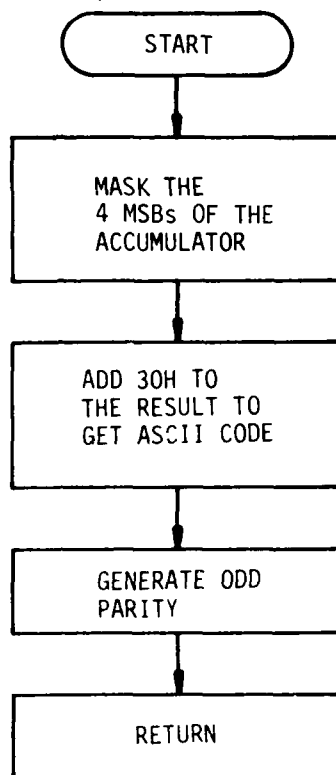 START
MASK THE
4 MSBs OF THE
ACCUMULATOR
ADD 30H TO
THE RESULT TO
GET ASCII CODE
GENERATE ODD
PARITY
RETURN